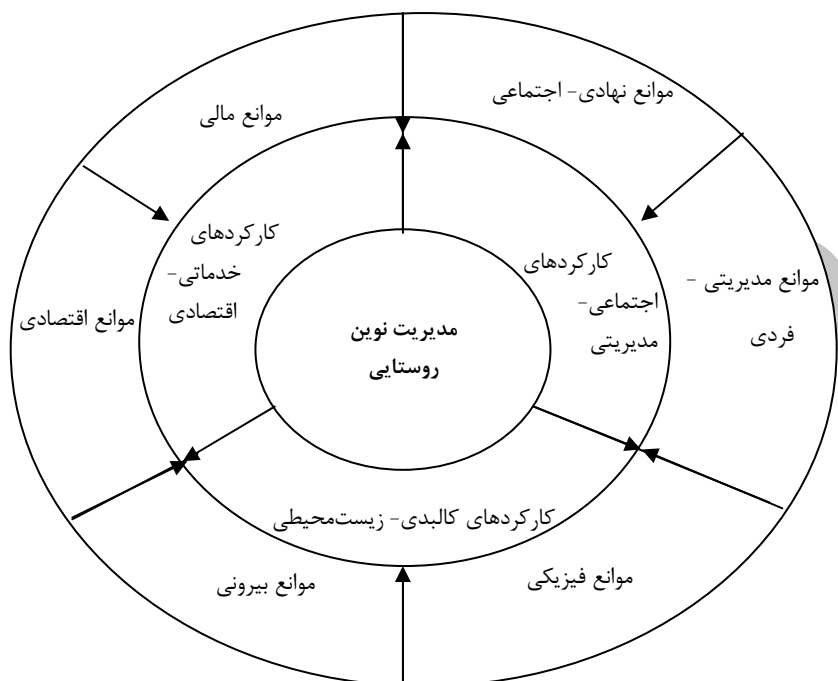 موانع نهادی- اجتماعی
موانع مالی
کارکردهای
اجتماعی-
مدیریتی
کارکردهای
خدماتی-
اقتصادی
موانع مدیریتی -
فردی
موانع اقتصادی
مدیریت نوین
روستایی
کارکردهای کالبدی- زیست‌محیطی
موانع فیزیکی
موانع بیرونی